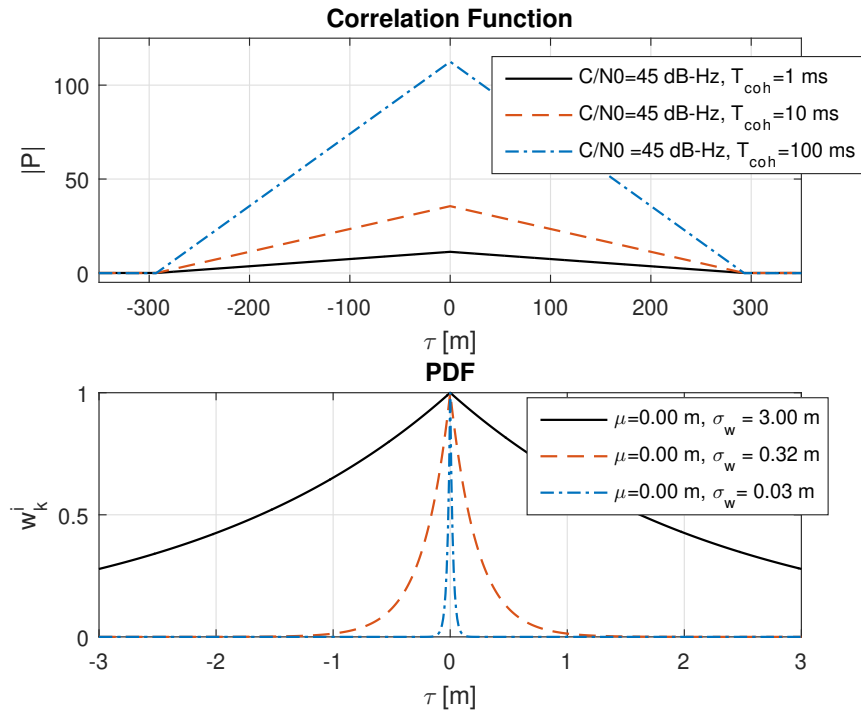 Correlation Function
|P|
100
50
0
C/N0=45 dB-Hz, T_coh=1 ms
C/N0=45 dB-Hz, T_coh=10 ms
C/N0 =45 dB-Hz, T_coh=100 ms
-300 -200 -100 0 100 200 300
τ [m]
PDF
w_k^i
1
0.5
0
μ=0.00 m, σ_w = 3.00 m
μ=0.00 m, σ_w = 0.32 m
μ=0.00 m, σ_w= 0.03 m
-3 -2 -1 0 1 2 3
τ [m]